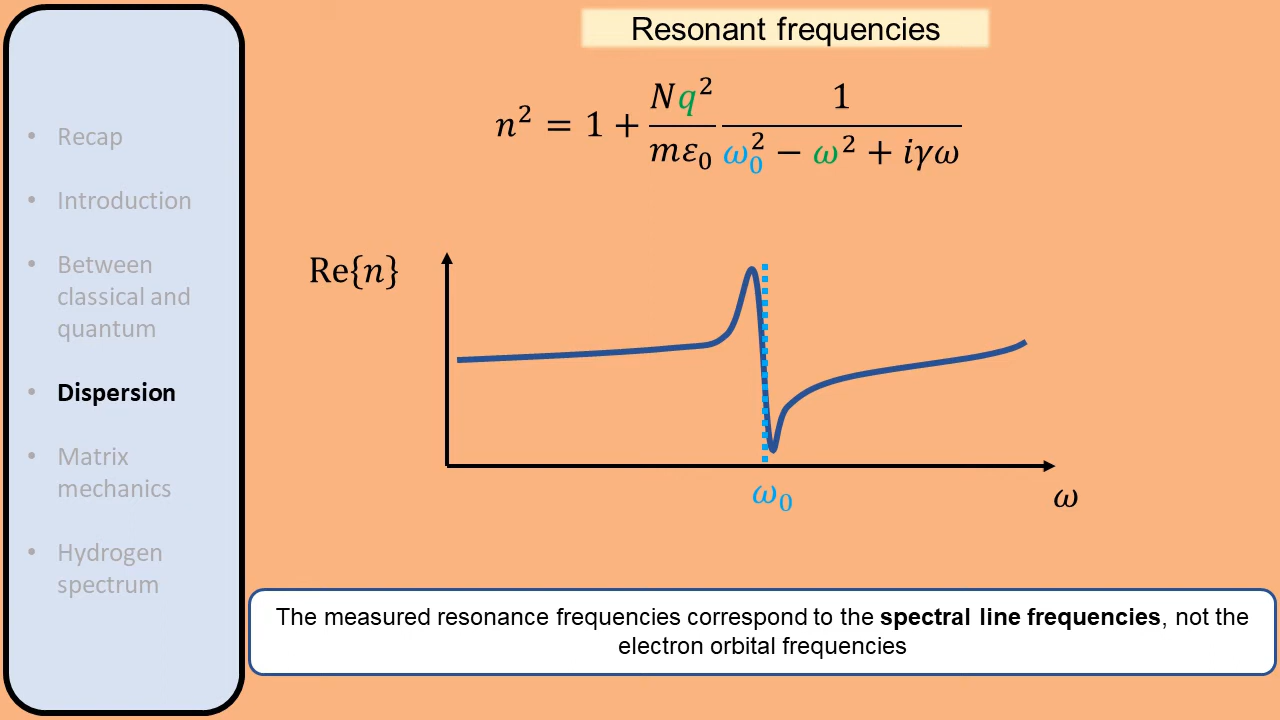 Resonant frequencies
n² = 1 + Nq²/mε₀ 1/ω₀² − ω² + iγω
• Recap
• Introduction
• Between
classical and
quantum
• Dispersion
• Matrix
mechanics
• Hydrogen
spectrum
Re{n}
ω₀
ω
The measured resonance frequencies correspond to the spectral line frequencies, not the
electron orbital frequencies